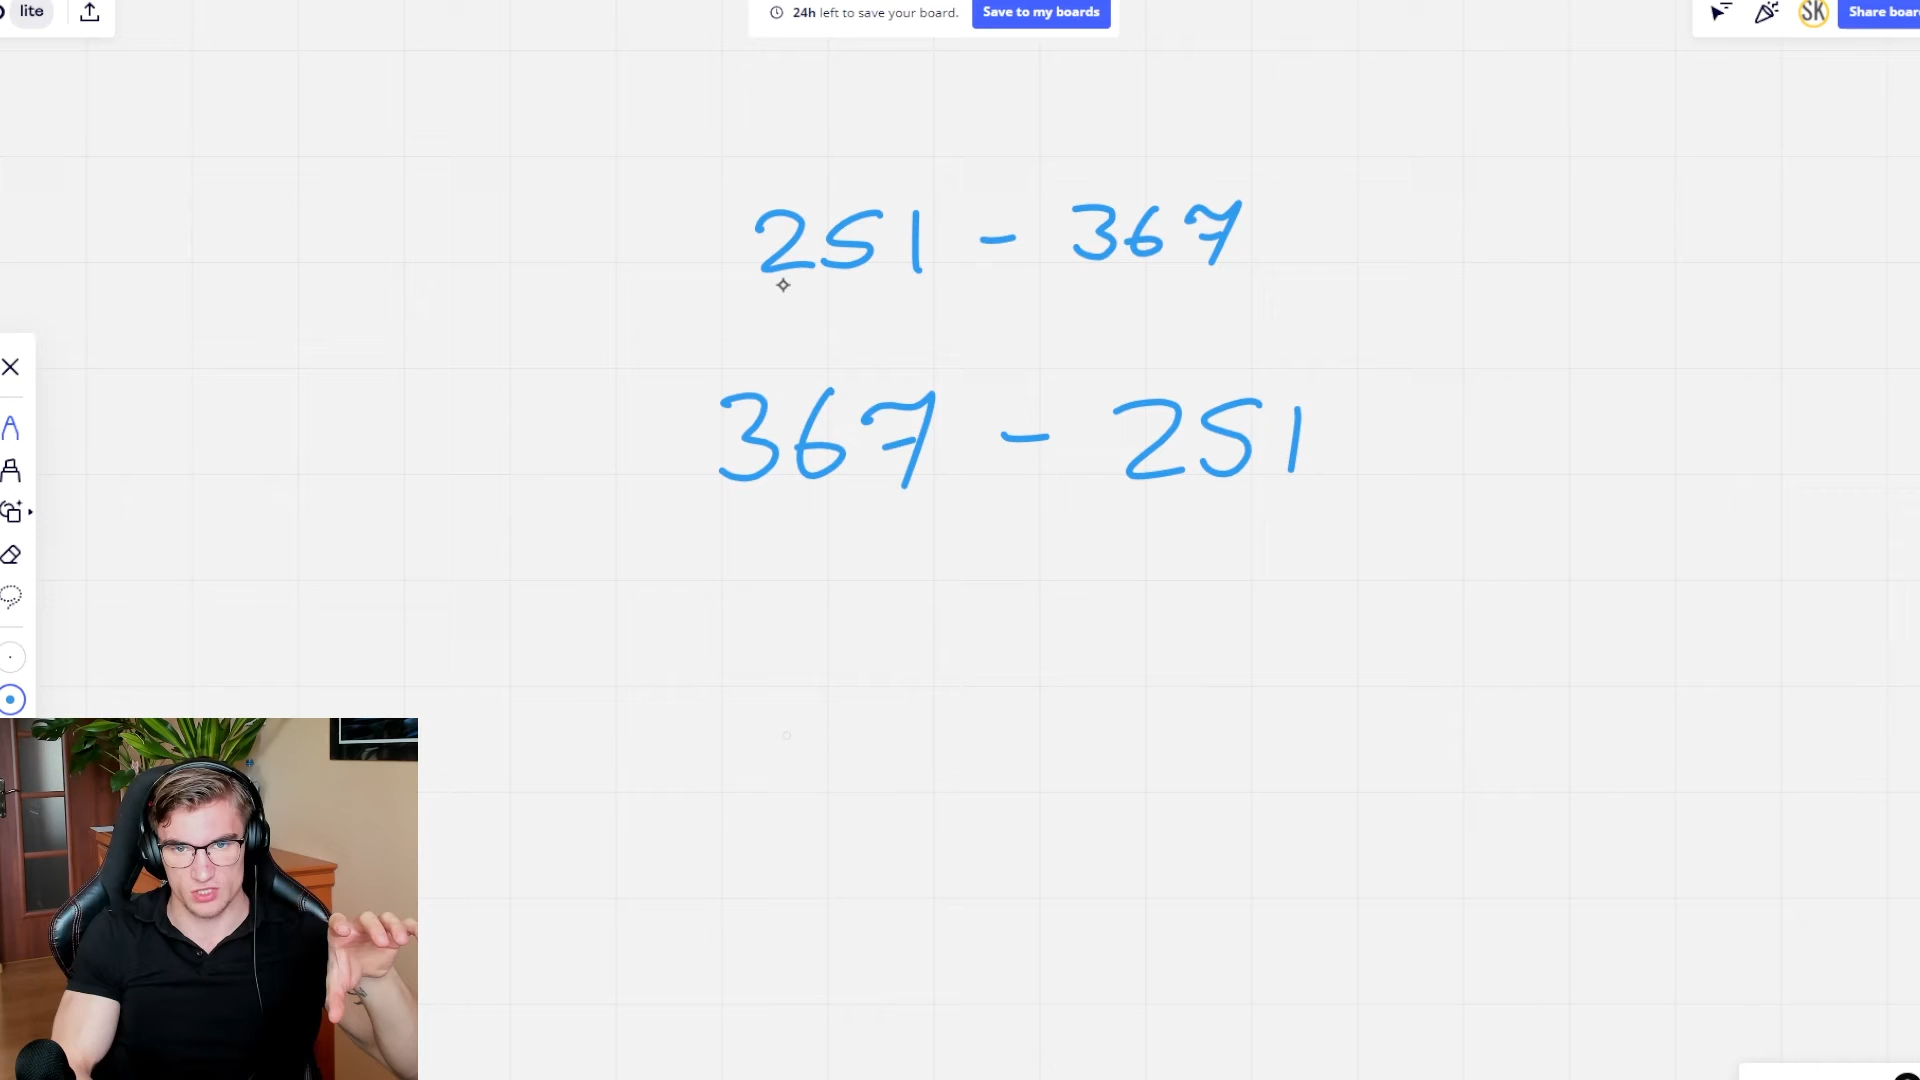 lite
24h left to save your board.
Save to my boards
SK
Share boar
251 - 367
367 - 251